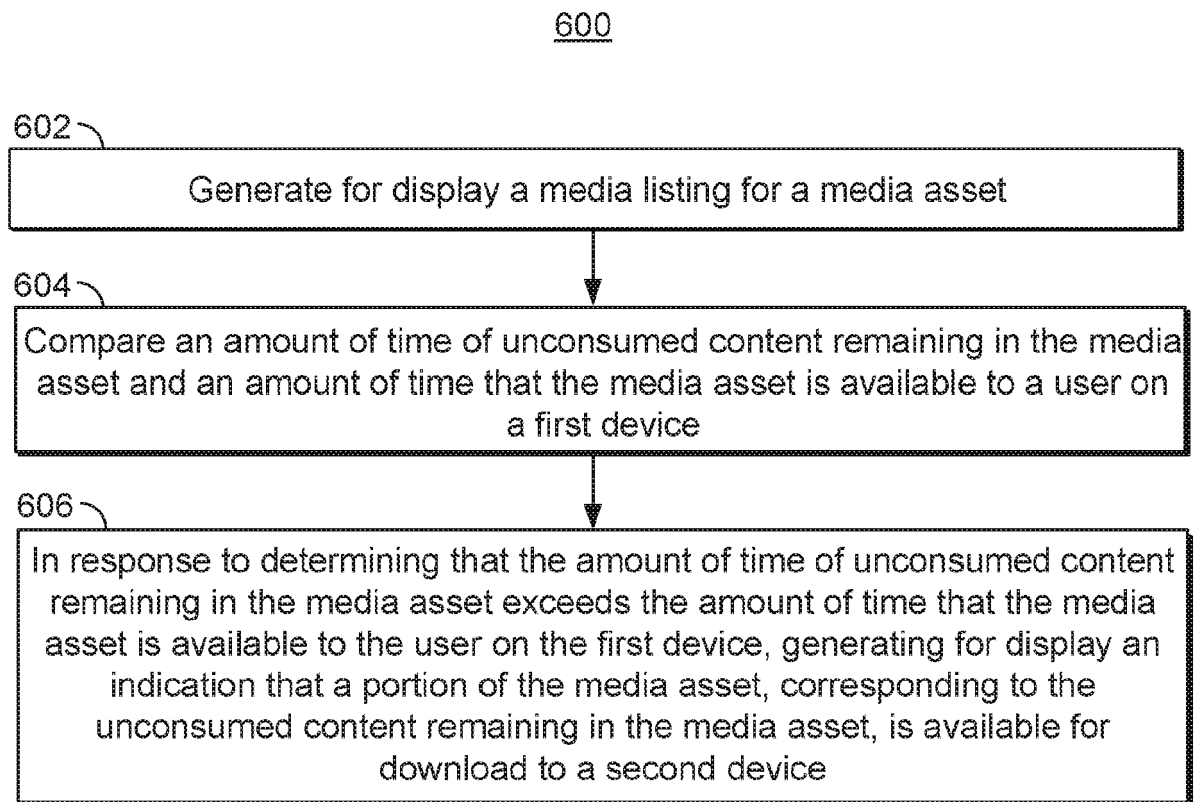 600
602
Generate for display a media listing for a media asset
604
Compare an amount of time of unconsumed content remaining in the media
asset and an amount of time that the media asset is available to a user on
a first device
606
In response to determining that the amount of time of unconsumed content
remaining in the media asset exceeds the amount of time that the media
asset is available to the user on the first device, generating for display an
indication that a portion of the media asset, corresponding to the
unconsumed content remaining in the media asset, is available for
download to a second device